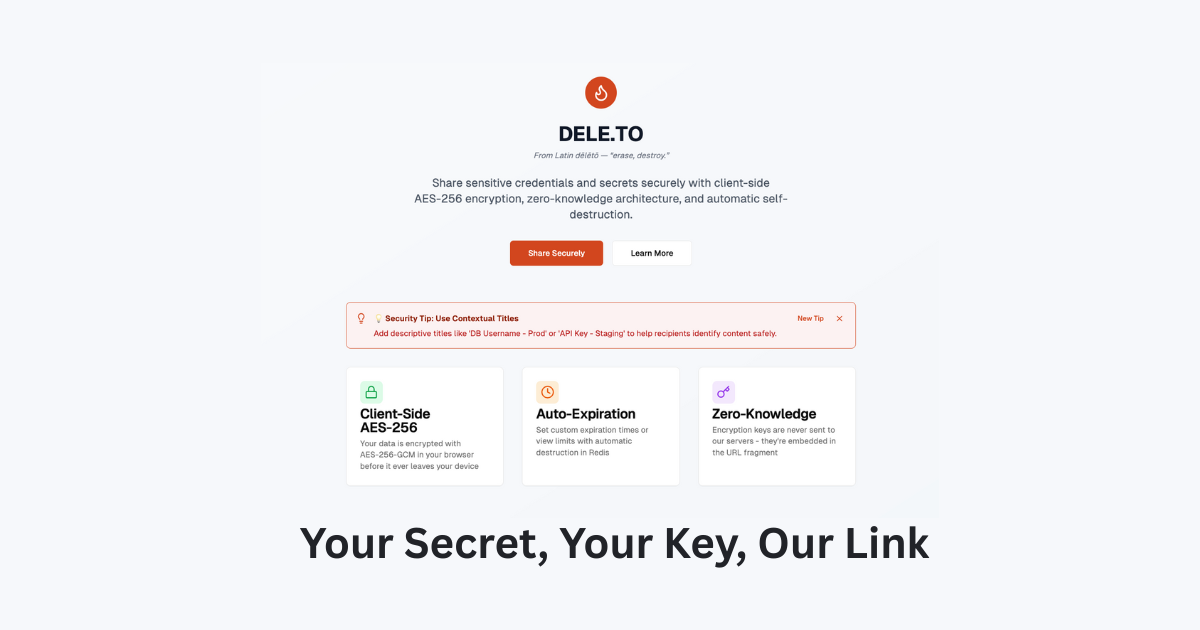 DELE.TO
From Latin dēlētō — "erase, destroy."
Share sensitive credentials and secrets securely with client-side
AES-256 encryption, zero-knowledge architecture, and automatic self-
destruction.
Share Securely
Learn More
💡 Security Tip: Use Contextual Titles
New Tip
Add descriptive titles like 'DB Username - Prod' or 'API Key - Staging' to help recipients identify content safely.
Client-Side
AES-256
Your data is encrypted with
AES-256-GCM in your browser
before it ever leaves your device
Auto-Expiration
Set custom expiration times or
view limits with automatic
destruction in Redis
Zero-Knowledge
Encryption keys are never sent to
our servers - they're embedded in
the URL fragment
Your Secret, Your Key, Our Link